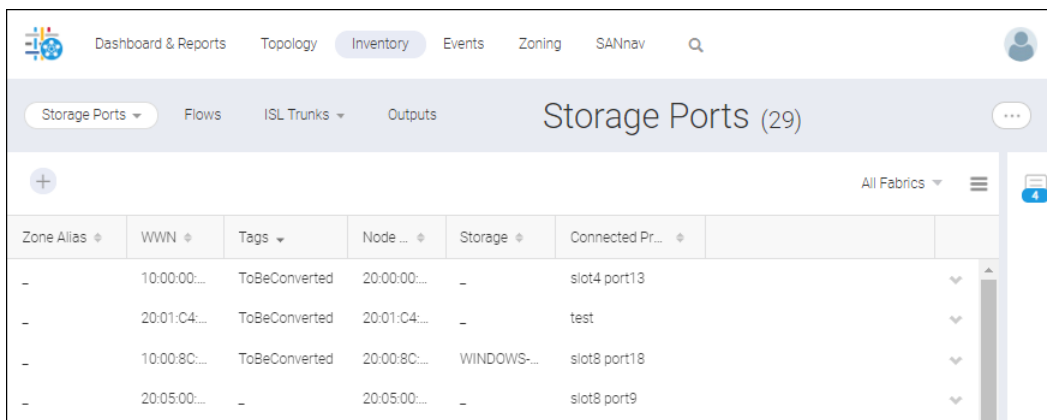 Dashboard & Reports Topology Inventory Events Zoning SANnav
Storage Ports Flows ISL Trunks Outputs Storage Ports (29)
All Fabrics
4
Zone Alias WWN Tags Node ... Storage Connected Pr...
_ 10:00:00:... ToBeConverted 20:00:00:... _ slot4 port13
_ 20:01:C4:... ToBeConverted 20:01:C4:... _ test
_ 10:00:8C:... ToBeConverted 20:00:8C:... WINDOWS-... slot8 port18
_ 20:05:00:... _ 20:05:00:... _ slot8 port9